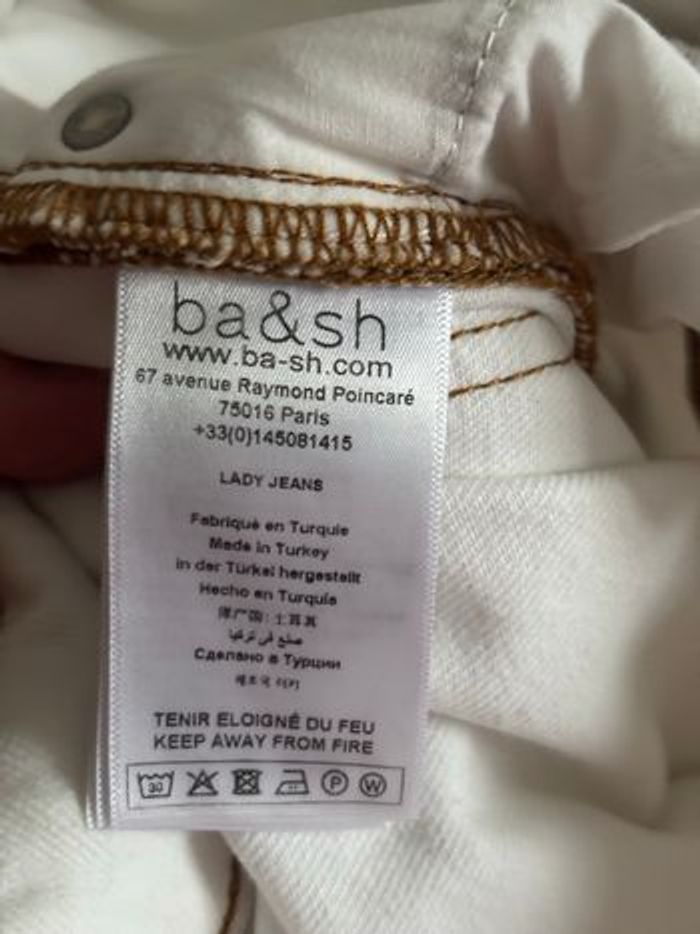 ba&sh
www.ba-sh.com
67 avenue Raymond Poincaré
75016 Paris
+33(0)145081415
LADY JEANS
Fabriqué en Turquie
Made in Turkey
in der Türkei hergestellt
Hecho en Turquia
صنع في تركيا
Сделано в Турции
TENIR ELOIGNÉ DU FEU
KEEP AWAY FROM FIRE
30 P W